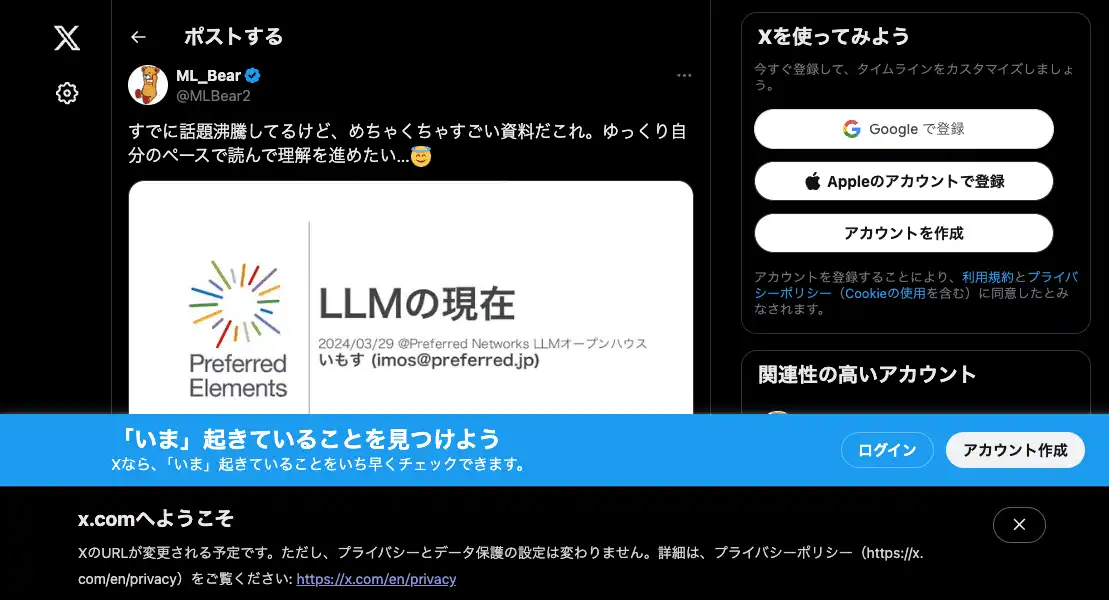 ポストする
ML_Bear
@MLBear2
すでに話題沸騰してるけど、めちゃくちゃすごい資料だこれ。ゆっくり自
分のペースで読んで理解を進めたい...😇
Preferred
Elements
LLMの現在
2024/03/29 @Preferred Networks LLMオープンハウス
いもす (imos@preferred.jp)
Xを使ってみよう
今すぐ登録して、タイムラインをカスタマイズしましょ
う。
Google で登録
Appleのアカウントで登録
アカウントを作成
アカウントを登録することにより、利用規約とプライバ
シーポリシー（Cookieの使用を含む）に同意したとみ
なされます。
関連性の高いアカウント
「いま」起きていることを見つけよう
Xなら、「いま」起きていることをいち早くチェックできます。
ログイン
アカウント作成
x.comへようこそ
XのURLが変更される予定です。ただし、プライバシーとデータ保護の設定は変わりません。詳細は、プライバシーポリシー（https://x.
com/en/privacy）をご覧ください: https://x.com/en/privacy